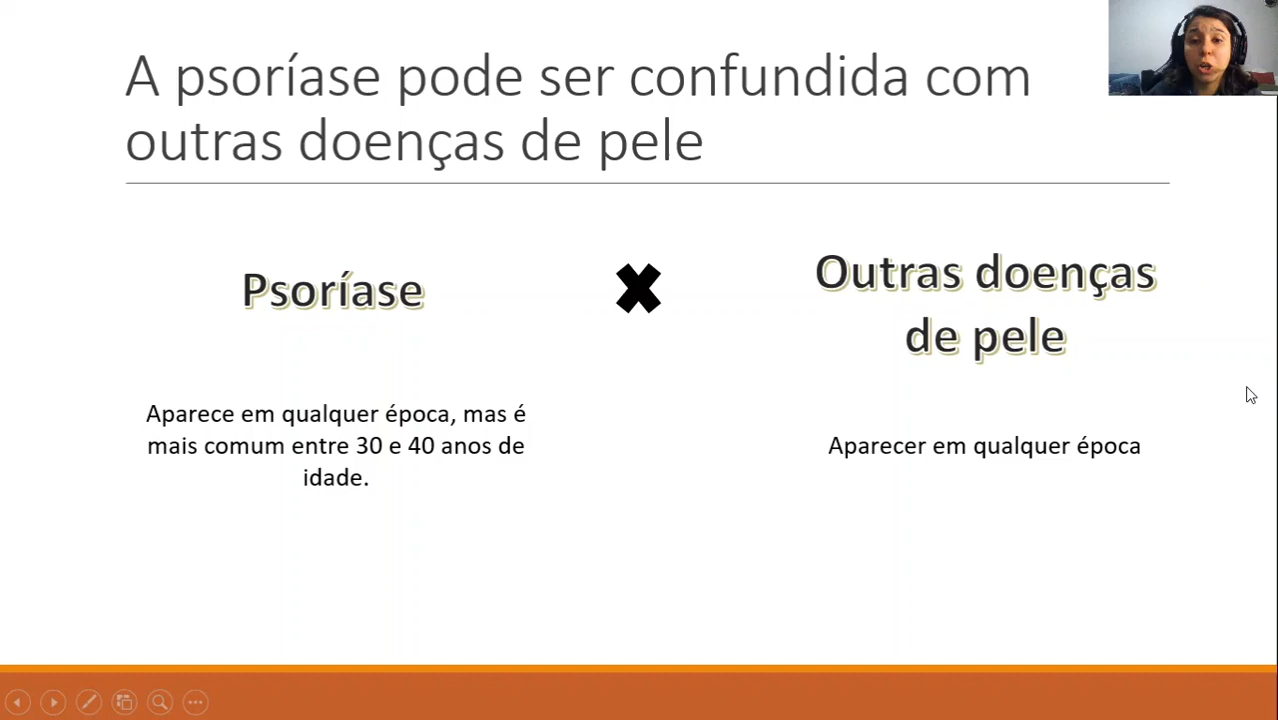 A psoríase pode ser confundida com
outras doenças de pele
Psoríase
Outras doenças
de pele
Aparece em qualquer época, mas é
mais comum entre 30 e 40 anos de
idade.
Aparecer em qualquer época